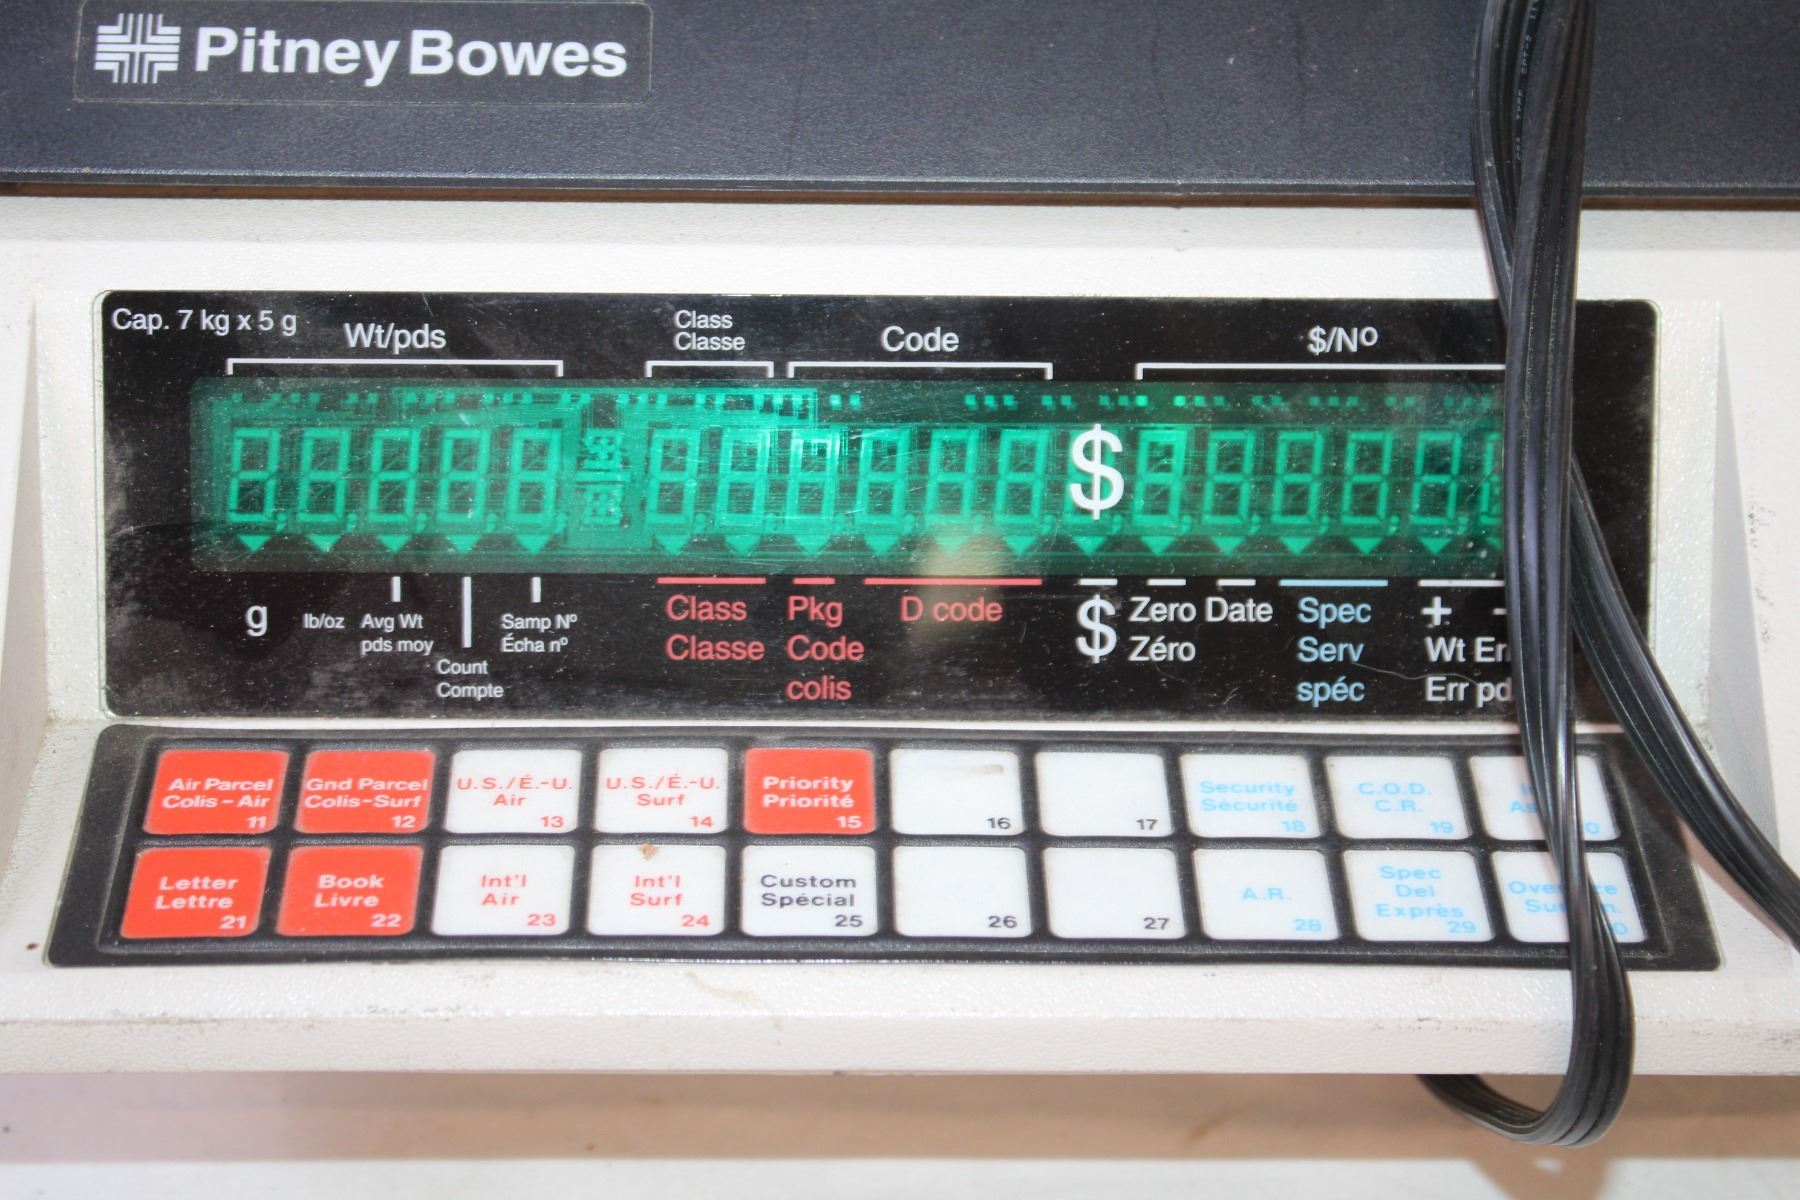 Pitney Bowes
Cap. 7 kg x 5 g
Wt/pds
Class
Classe
Code
$/Nº
$
g
lb/oz
Avg Wt
pds moy
Count
Compte
Samp Nº
Écha nº
Class
Classe
Pkg
Code
colis
D code
$
Zero Date
Zéro
Spec
Serv
spéc
+ -
Wt Er
Err pd
Air Parcel
Colis-Air
11
Gnd Parcel
Colis-Surf
12
U.S./É.-U.
Air
13
U.S./É.-U.
Surf
14
Priority
Priorité
15
16
17
Security
Sécurité
18
C.O.D.
C.R.
19
Letter
Lettre
21
Book
Livre
22
Int'l
Air
23
Int'l
Surf
24
Custom
Spécial
25
26
27
A.R.
28
Spec
Del
Exprès
29